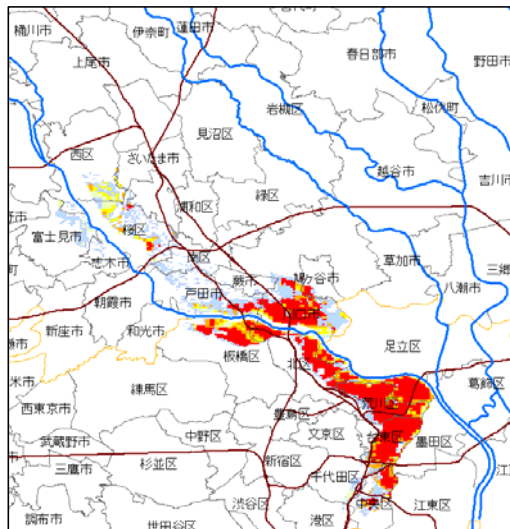 桶川市
伊奈町
蓮田市
上尾市
春日部市
野田市
松伏町
岩槻区
見沼区
西区
さいたま市
越谷市
緑区
吉川市
浦和区
桜区
富士見市
南区
草加市
三郷
志木市
蕨市
鳩ヶ谷市
八潮市
戸田市
朝霞市
川口市
新座市
和光市
足立区
板橋区
北区
葛飾区
練馬区
荒川区
西東京市
豊島区
文京区
台東区
墨田区
武蔵野市
中野区
新宿区
三鷹市
杉並区
千代田区
渋谷区
中央区
江東区
港区
調布市
世田谷区